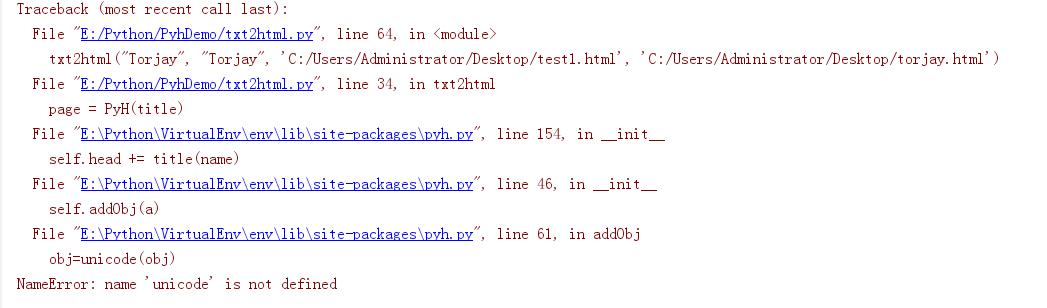 Traceback (most recent call last):
  File "E:/Python/PyhDemo/txt2html.py", line 64, in <module>
    txt2html("Torjay", "Torjay", 'C:/Users/Administrator/Desktop/test1.html', 'C:/Users/Administrator/Desktop/torjay.html')
  File "E:/Python/PyhDemo/txt2html.py", line 34, in txt2html
    page = PyH(title)
  File "E:\Python\VirtualEnv\env\lib\site-packages\pyh.py", line 154, in __init__
    self.head += title(name)
  File "E:\Python\VirtualEnv\env\lib\site-packages\pyh.py", line 46, in __init__
    self.addObj(a)
  File "E:\Python\VirtualEnv\env\lib\site-packages\pyh.py", line 61, in addObj
    obj=unicode(obj)
NameError: name 'unicode' is not defined